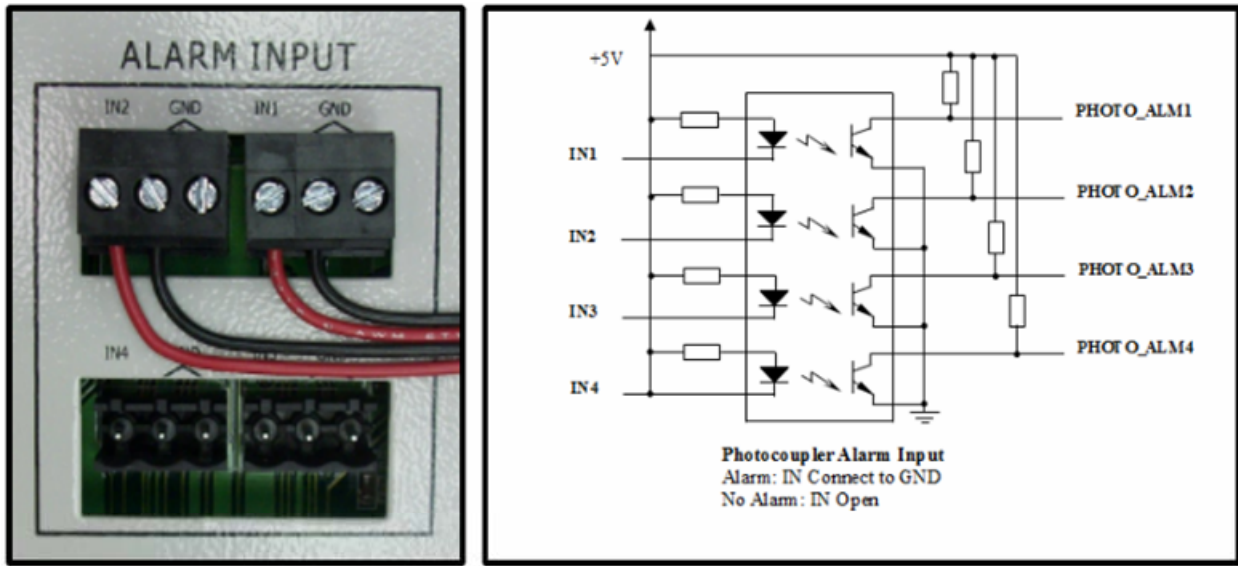 ALARM INPUT
IN2 GND IN1 GND
IN4
+5V
PHOTO_ALM1
IN1
PHOTO_ALM2
IN2
PHOTO_ALM3
IN3
PHOTO_ALM4
IN4
Photocoupler Alarm Input
Alarm: IN Connect to GND
No Alarm: IN Open